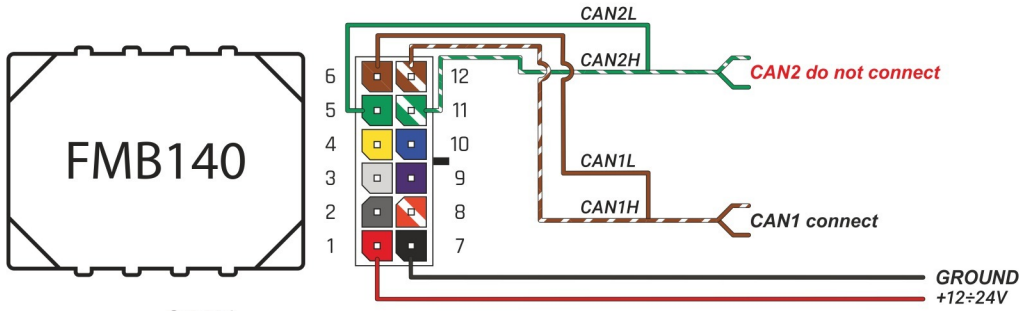 CAN2L
6
12
CAN2H
CAN2 do not connect
5
11
FMB140
4
10
CAN1L
3
9
2
8
CAN1H
CAN1 connect
1
7
GROUND
+12÷24V